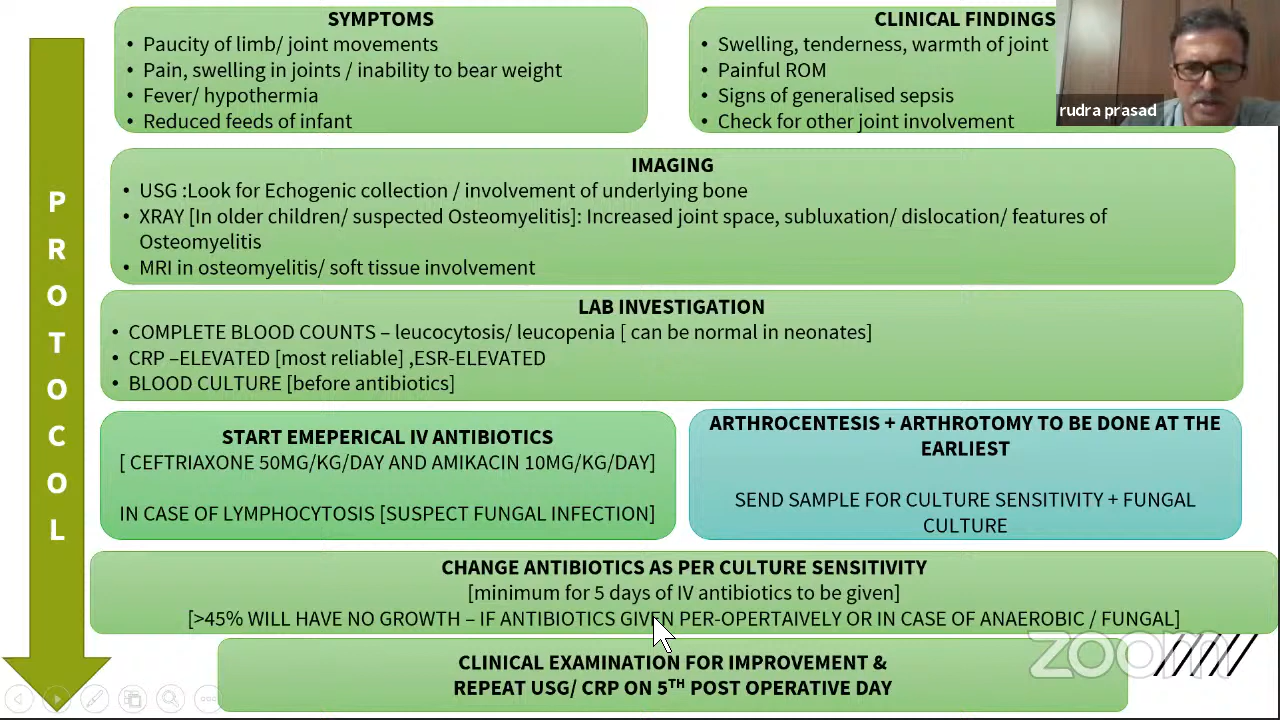 PROTOCOL
SYMPTOMS
• Paucity of limb/ joint movements
• Pain, swelling in joints / inability to bear weight
• Fever/ hypothermia
• Reduced feeds of infant
CLINICAL FINDINGS
• Swelling, tenderness, warmth of joint
• Painful ROM
• Signs of generalised sepsis
• Check for other joint involvement
rudra prasad
IMAGING
• USG :Look for Echogenic collection / involvement of underlying bone
• XRAY [In older children/ suspected Osteomyelitis]: Increased joint space, subluxation/ dislocation/ features of
Osteomyelitis
• MRI in osteomyelitis/ soft tissue involvement
LAB INVESTIGATION
• COMPLETE BLOOD COUNTS – leucocytosis/ leucopenia [ can be normal in neonates]
• CRP –ELEVATED [most reliable] ,ESR-ELEVATED
• BLOOD CULTURE [before antibiotics]
START EMEPERICAL IV ANTIBIOTICS
[ CEFTRIAXONE 50MG/KG/DAY AND AMIKACIN 10MG/KG/DAY]
IN CASE OF LYMPHOCYTOSIS [SUSPECT FUNGAL INFECTION]
ARTHROCENTESIS + ARTHROTOMY TO BE DONE AT THE
EARLIEST
SEND SAMPLE FOR CULTURE SENSITIVITY + FUNGAL
CULTURE
CHANGE ANTIBIOTICS AS PER CULTURE SENSITIVITY
[minimum for 5 days of IV antibiotics to be given]
[>45% WILL HAVE NO GROWTH – IF ANTIBIOTICS GIVEN PER-OPERTAIVELY OR IN CASE OF ANAEROBIC / FUNGAL]
CLINICAL EXAMINATION FOR IMPROVEMENT &
REPEAT USG/ CRP ON 5TH POST OPERATIVE DAY
zoom